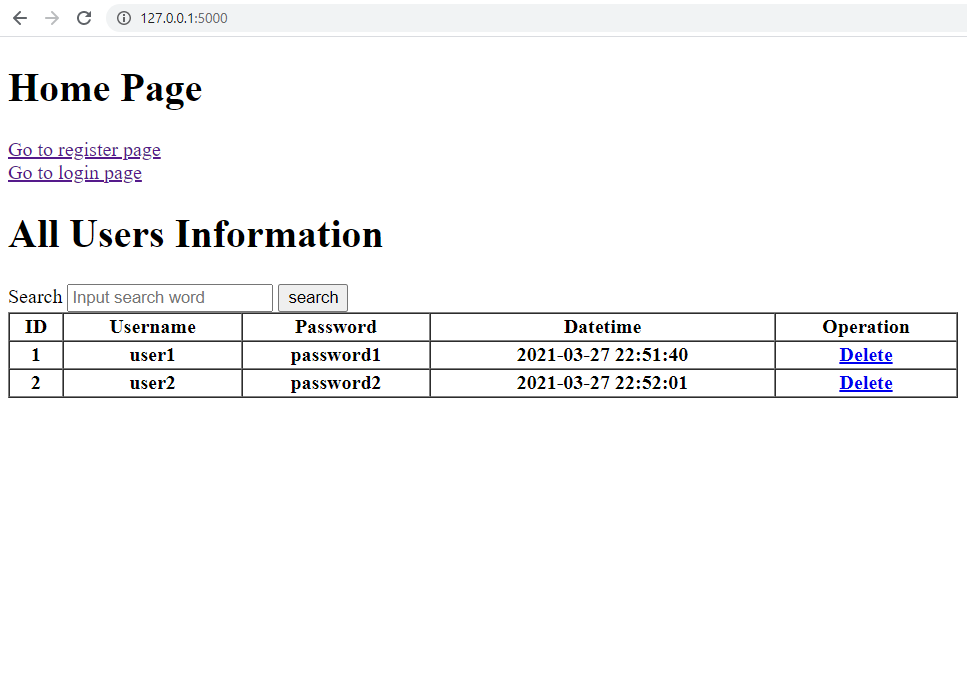 127.0.0.1:5000
Home Page
Go to register page
Go to login page
All Users Information
Search Input search word search
ID Username Password Datetime Operation
1 user1 password1 2021-03-27 22:51:40 Delete
2 user2 password2 2021-03-27 22:52:01 Delete